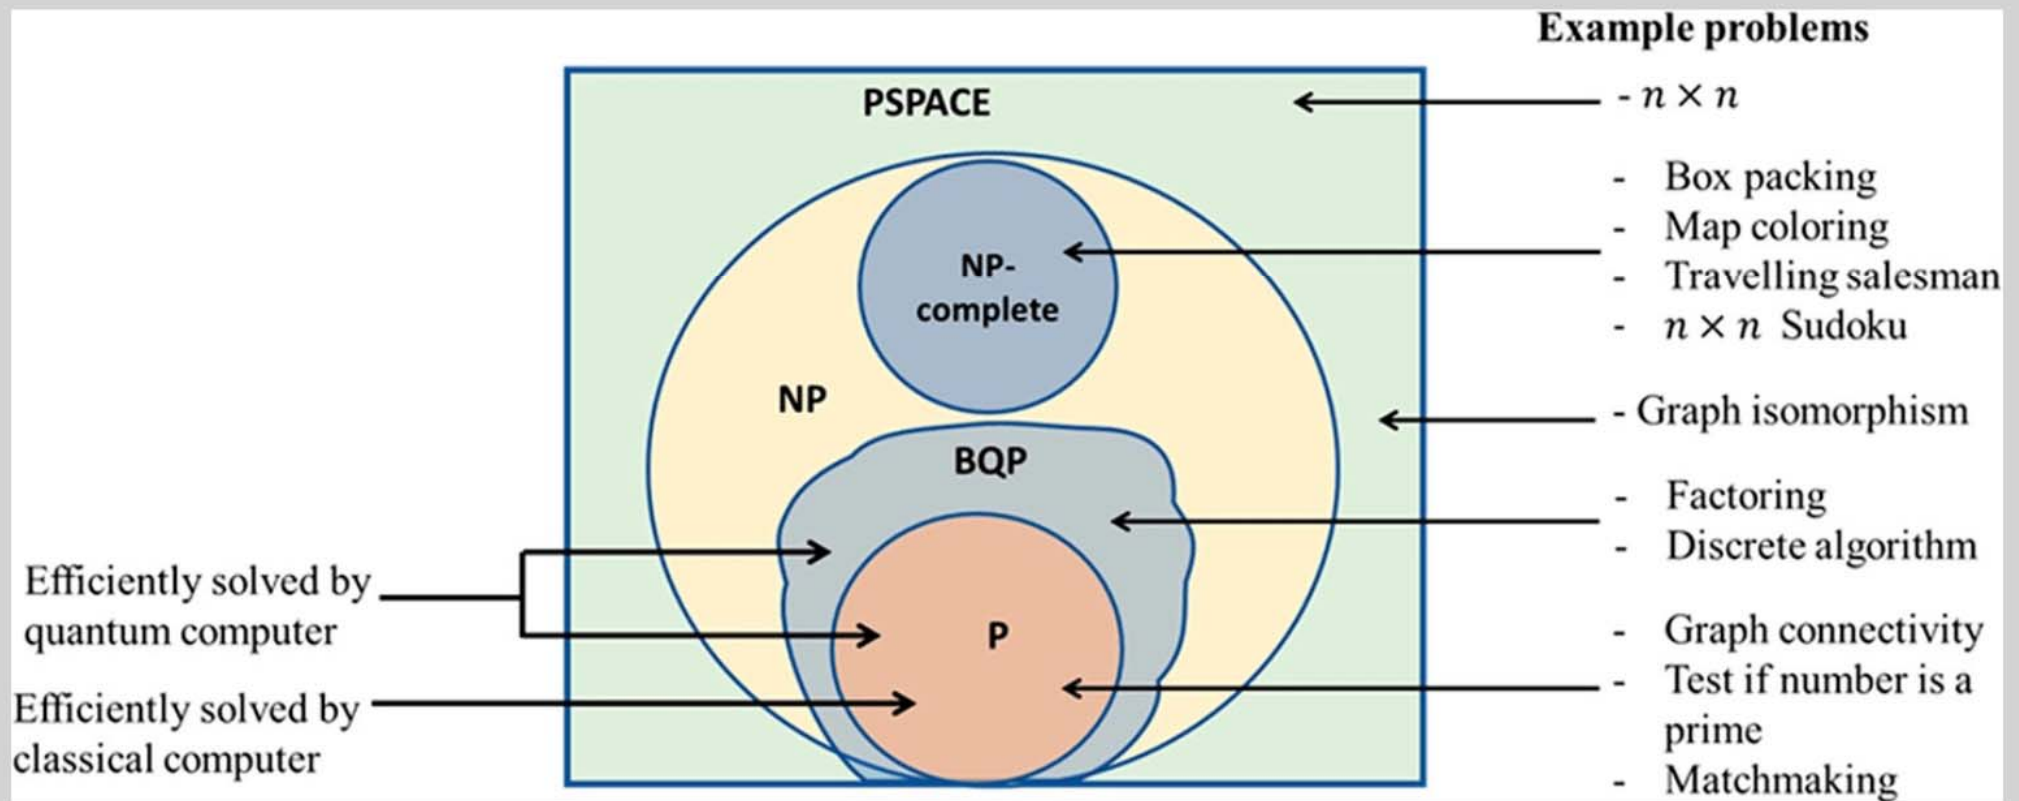 Example problems
PSPACE
- n × n
- Box packing
- Map coloring
- Travelling salesman
- n × n Sudoku
NP-
complete
NP
- Graph isomorphism
BQP
- Factoring
- Discrete algorithm
Efficiently solved by
quantum computer
P
- Graph connectivity
- Test if number is a
prime
- Matchmaking
Efficiently solved by
classical computer